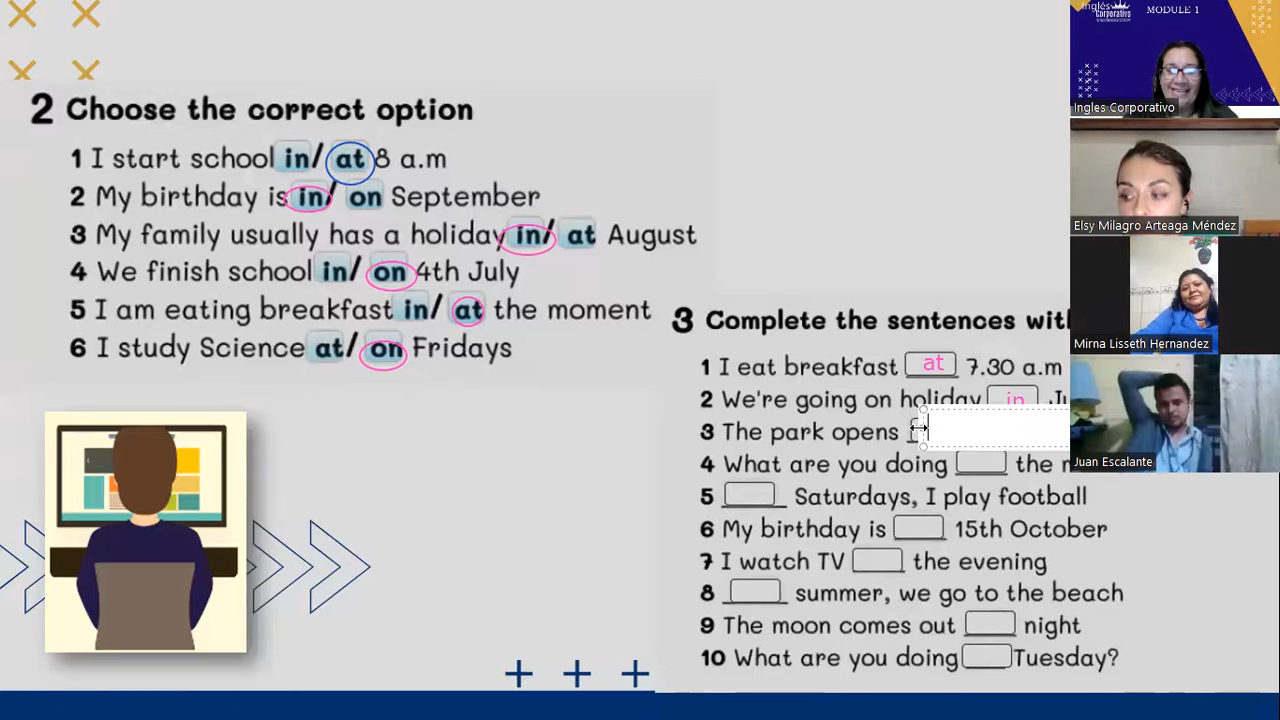 2 Choose the correct option
1 I start school in/ at 8 a.m
2 My birthday is in/ on September
3 My family usually has a holiday in/ at August
4 We finish school in/ on 4th July
5 I am eating breakfast in/ at the moment
6 I study Science at/ on Fridays
3 Complete the sentences with
1 I eat breakfast at 7.30 a.m
2 We're going on holiday in
3 The park opens
4 What are you doing the
5 Saturdays, I play football
6 My birthday is 15th October
7 I watch TV the evening
8 summer, we go to the beach
9 The moon comes out night
10 What are you doing Tuesday?
Inglés
Corporativo
MODULE 1
Ingles Corporativo
Elsy Milagro Arteaga Méndez
Mirna Lisseth Hernandez
Juan Escalante